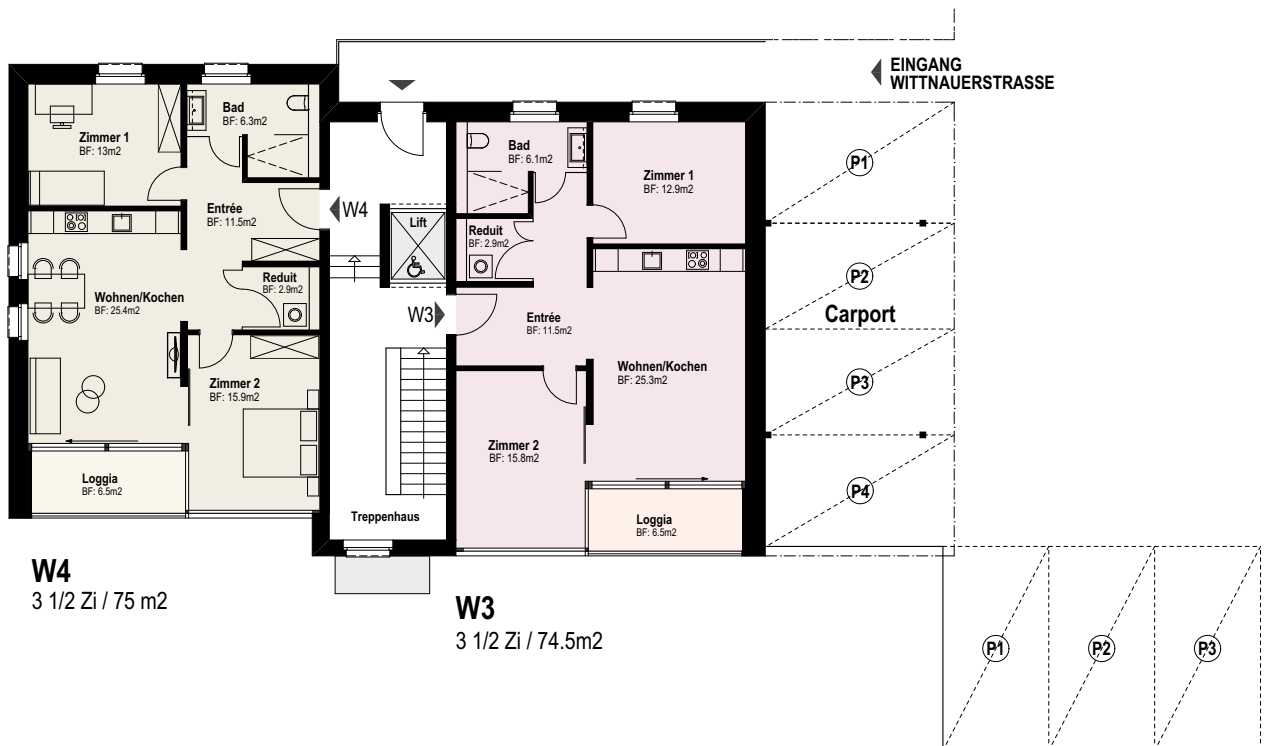 EINGANG
WITTNAUERSTRASSE
Zimmer 1
BF: 13m2
Bad
BF: 6.3m2
Entrée
BF: 11.5m2
W4
Lift
Reduit
BF: 2.9m2
Wohnen/Kochen
BF: 25.4m2
Zimmer 2
BF: 15.9m2
Loggia
BF: 6.5m2
W3
Treppenhaus
Bad
BF: 6.1m2
Zimmer 1
BF: 12.9m2
Reduit
BF: 2.9m2
Entrée
BF: 11.5m2
Wohnen/Kochen
BF: 25.3m2
Zimmer 2
BF: 15.8m2
Loggia
BF: 6.5m2
P1
P2
Carport
P3
P4
W4
3 1/2 Zi / 75 m2
W3
3 1/2 Zi / 74.5m2
P1
P2
P3